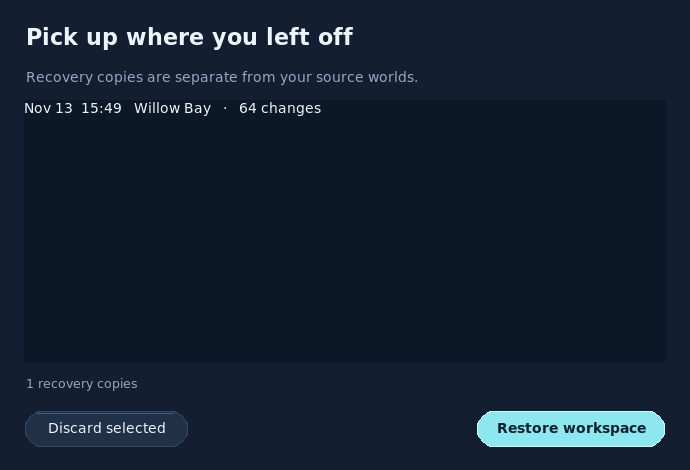 Pick up where you left off
Recovery copies are separate from your source worlds.
Nov 13  15:49   Willow Bay   ·   64 changes
1 recovery copies
Discard selected
Restore workspace